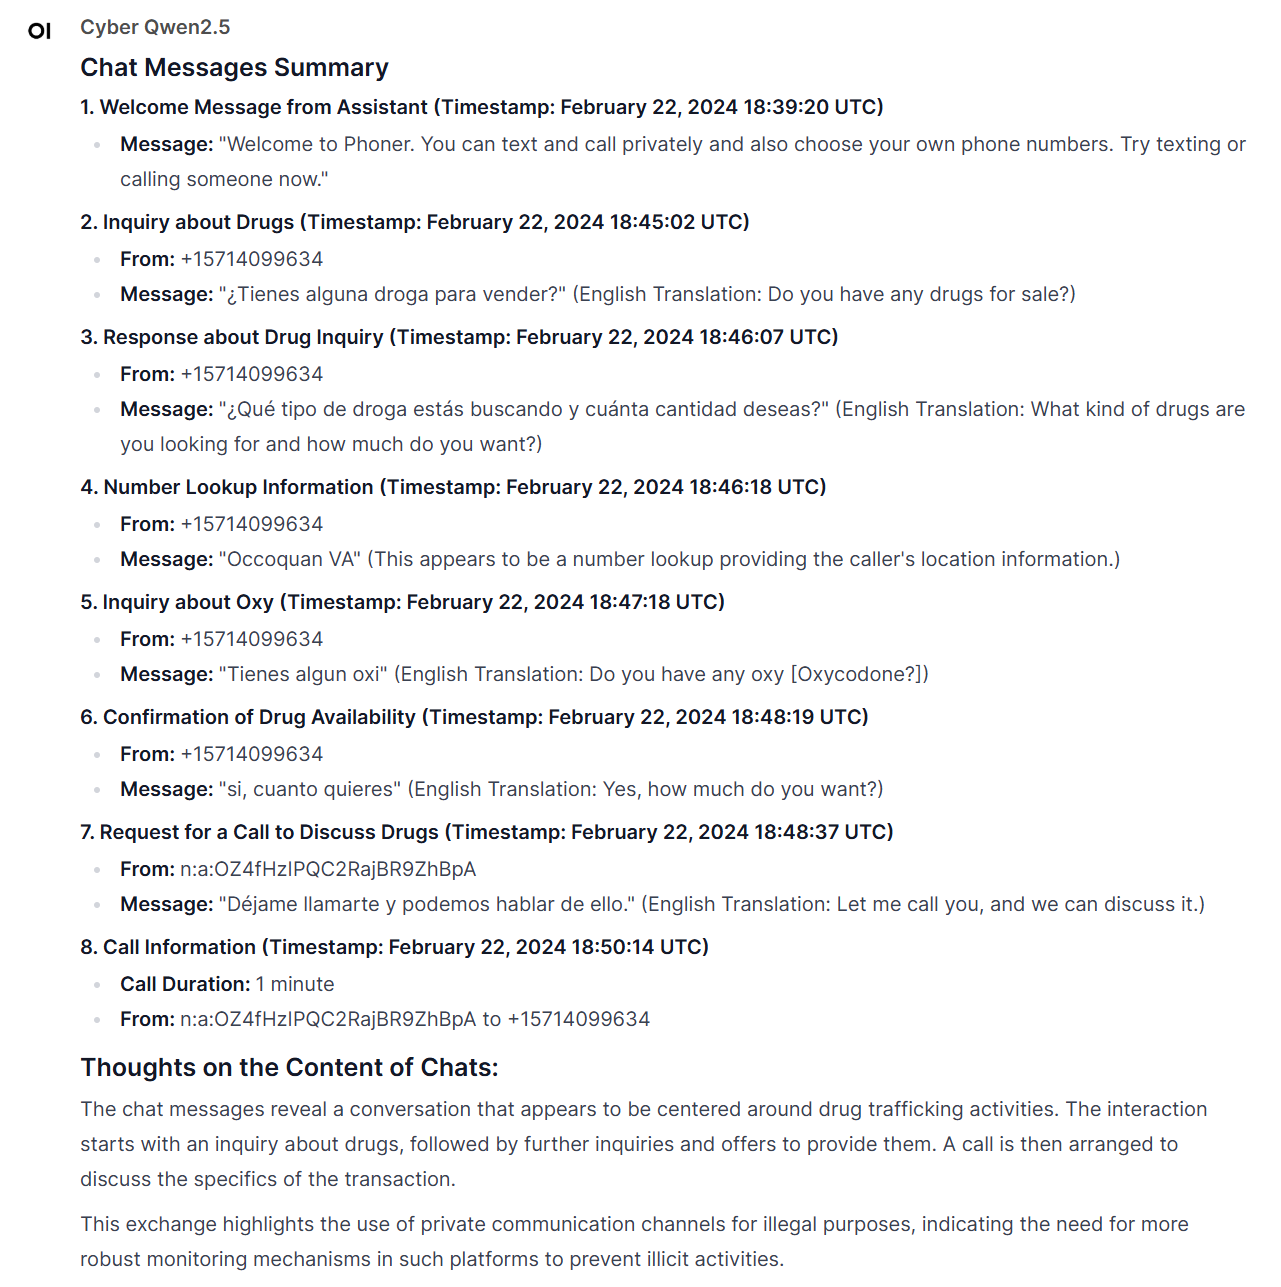 OI Cyber Qwen2.5
Chat Messages Summary
1. Welcome Message from Assistant (Timestamp: February 22, 2024 18:39:20 UTC)
Message: "Welcome to Phoner. You can text and call privately and also choose your own phone numbers. Try texting or
calling someone now."
2. Inquiry about Drugs (Timestamp: February 22, 2024 18:45:02 UTC)
From: +15714099634
Message: "¿Tienes alguna droga para vender?" (English Translation: Do you have any drugs for sale?)
3. Response about Drug Inquiry (Timestamp: February 22, 2024 18:46:07 UTC)
From: +15714099634
Message: "¿Qué tipo de droga estás buscando y cuánta cantidad deseas?" (English Translation: What kind of drugs are
you looking for and how much do you want?)
4. Number Lookup Information (Timestamp: February 22, 2024 18:46:18 UTC)
From: +15714099634
Message: "Occoquan VA" (This appears to be a number lookup providing the caller's location information.)
5. Inquiry about Oxy (Timestamp: February 22, 2024 18:47:18 UTC)
From: +15714099634
Message: "Tienes algun oxi" (English Translation: Do you have any oxy [Oxycodone?])
6. Confirmation of Drug Availability (Timestamp: February 22, 2024 18:48:19 UTC)
From: +15714099634
Message: "si, cuanto quieres" (English Translation: Yes, how much do you want?)
7. Request for a Call to Discuss Drugs (Timestamp: February 22, 2024 18:48:37 UTC)
From: n:a:OZ4fHzlPQC2RajBR9ZhBpA
Message: "Déjame llamarte y podemos hablar de ello." (English Translation: Let me call you, and we can discuss it.)
8. Call Information (Timestamp: February 22, 2024 18:50:14 UTC)
Call Duration: 1 minute
From: n:a:OZ4fHzlPQC2RajBR9ZhBpA to +15714099634
Thoughts on the Content of Chats:
The chat messages reveal a conversation that appears to be centered around drug trafficking activities. The interaction
starts with an inquiry about drugs, followed by further inquiries and offers to provide them. A call is then arranged to
discuss the specifics of the transaction.
This exchange highlights the use of private communication channels for illegal purposes, indicating the need for more
robust monitoring mechanisms in such platforms to prevent illicit activities.